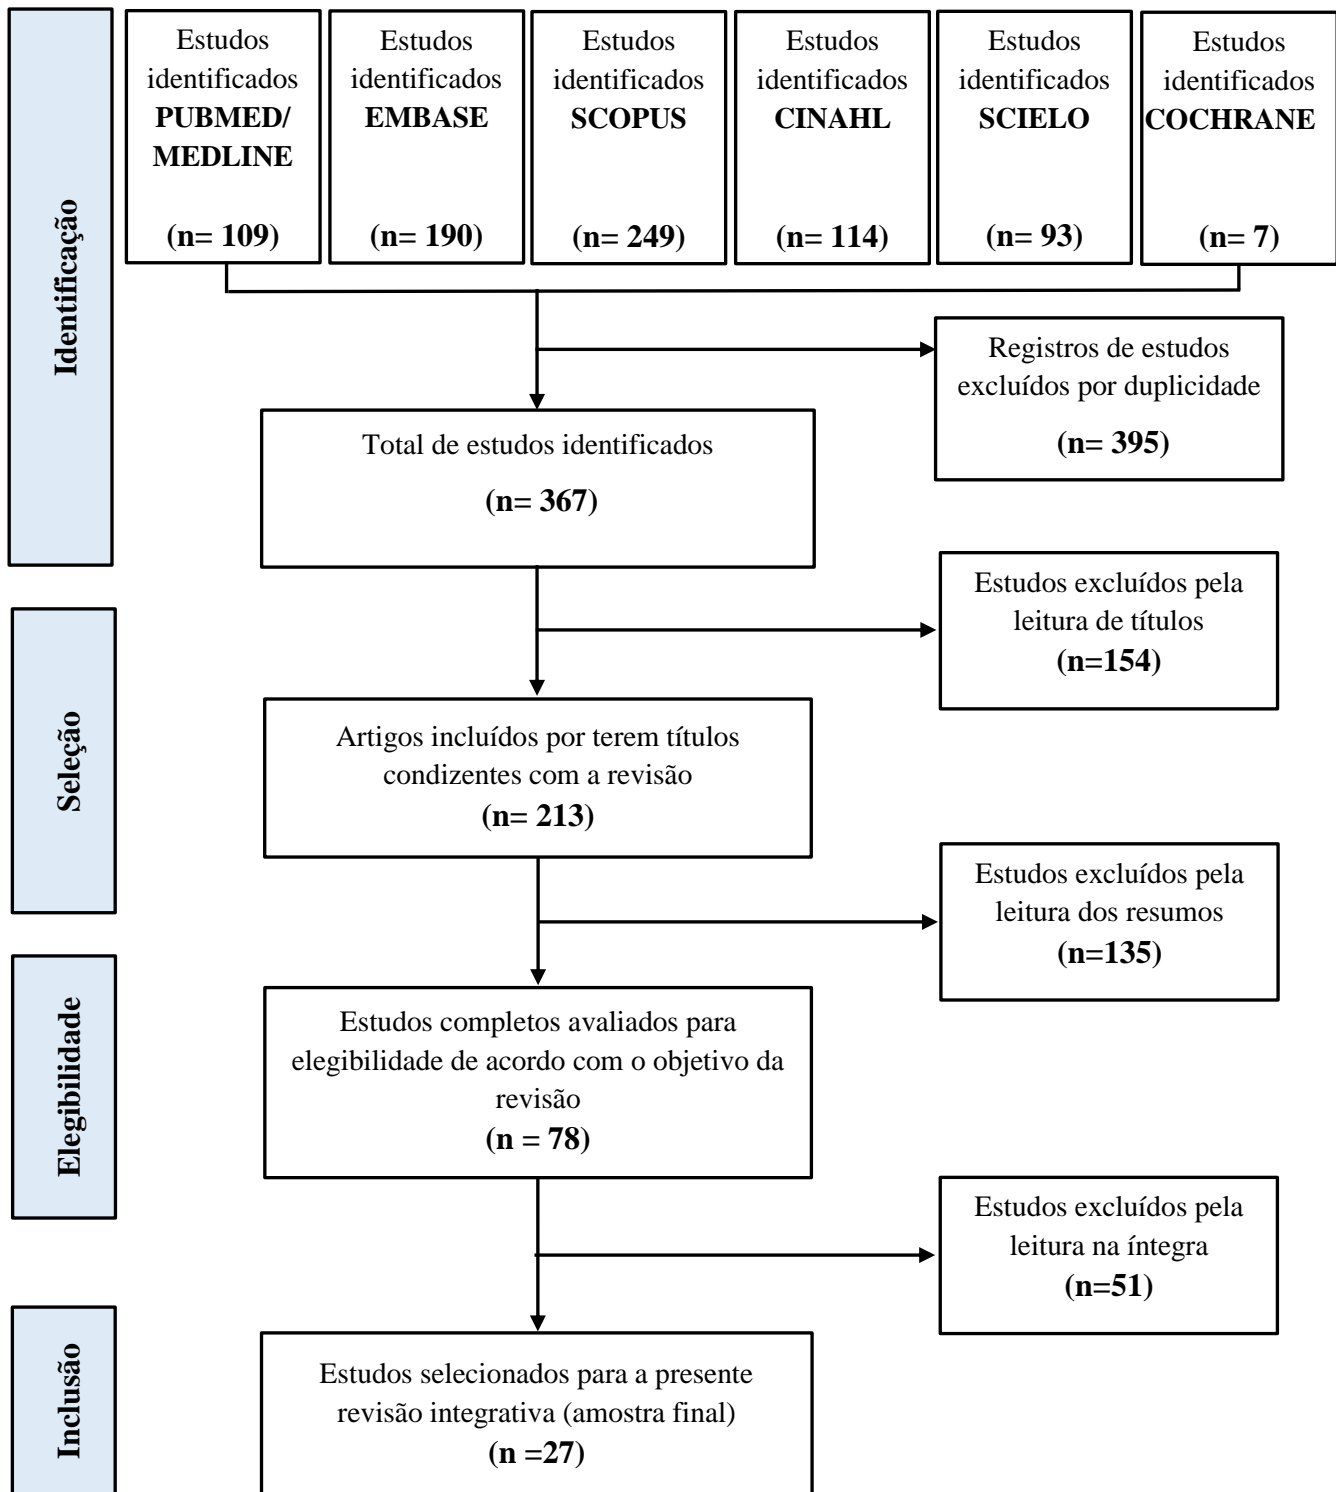 Identificação
Estudos
identificados
PUBMED/
MEDLINE
(n= 109)
Estudos
identificados
EMBASE
(n= 190)
Estudos
identificados
SCOPUS
(n= 249)
Estudos
identificados
CINAHL
(n= 114)
Estudos
identificados
SCIELO
(n= 93)
Estudos
identificados
COCHRANE
(n= 7)
Registros de estudos
excluídos por duplicidade
(n= 395)
Total de estudos identificados
(n= 367)
Seleção
Estudos excluídos pela
leitura de títulos
(n=154)
Artigos incluídos por terem títulos
condizentes com a revisão
(n= 213)
Estudos excluídos pela
leitura dos resumos
(n=135)
Elegibilidade
Estudos completos avaliados para
elegibilidade de acordo com o objetivo da
revisão
(n = 78)
Estudos excluídos pela
leitura na íntegra
(n=51)
Inclusão
Estudos selecionados para a presente
revisão integrativa (amostra final)
(n =27)